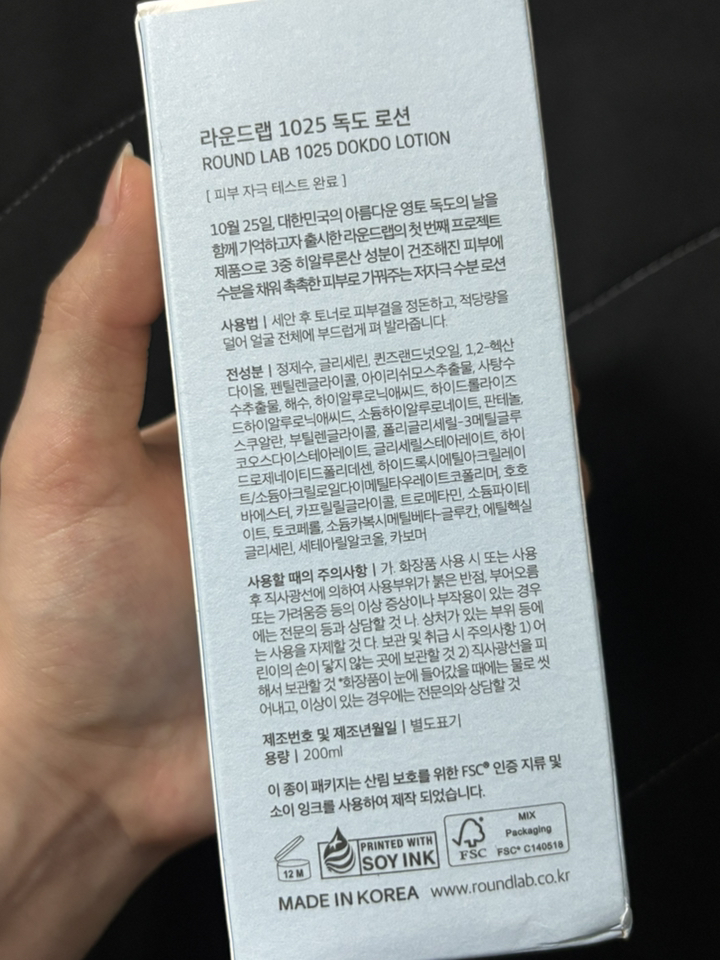 라운드랩 1025 독도 로션
ROUND LAB 1025 DOKDO LOTION
[ 피부 자극 테스트 완료 ]
10월 25일, 대한민국의 아름다운 영토 독도의 날을
함께 기억하고자 출시한 라운드랩의 첫 번째 프로젝트
제품으로 3중 히알루론산 성분이 건조해진 피부에
수분을 채워 촉촉한 피부로 가꿔주는 저자극 수분 로션
사용법 | 세안 후 토너로 피부결을 정돈하고, 적당량을
덜어 얼굴 전체에 부드럽게 펴 발라줍니다.
전성분 | 정제수, 글리세린, 퀸즈랜드넛오일, 1,2-헥산
다이올, 펜틸렌글라이콜, 아이리쉬모스추출물, 사탕수
수추출물, 해수, 하이알루로닉애씨드, 하이드롤라이즈
드하이알루로닉애씨드, 소듐하이알루로네이트, 판테놀,
스쿠알란, 부틸렌글라이콜, 폴리글리세릴-3메틸글루
코오스다이스테아레이트, 글리세릴스테아레이트, 하이
드로제네이티드폴리데센, 하이드록시에틸아크릴레이
트/소듐아크릴로일다이메틸타우레이트코폴리머, 호호
바에스터, 카프릴릴글라이콜, 트로메타민, 소듐파이테
이트, 토코페롤, 소듐카복시메틸베타-글루칸, 에틸헥실
글리세린, 세테아릴알코올, 카보머
사용할 때의 주의사항 | 가. 화장품 사용 시 또는 사용
후 직사광선에 의하여 사용부위가 붉은 반점, 부어오름
또는 가려움증 등의 이상 증상이나 부작용이 있는 경우
에는 전문의 등과 상담할 것 나. 상처가 있는 부위 등에
는 사용을 자제할 것 다. 보관 및 취급 시 주의사항 1) 어
린이의 손이 닿지 않는 곳에 보관할 것 2) 직사광선을 피
해서 보관할 것 *화장품이 눈에 들어갔을 때에는 물로 씻
어내고, 이상이 있는 경우에는 전문의와 상담할 것
제조번호 및 제조년월일 | 별도표기
용량 | 200ml
이 종이 패키지는 산림 보호를 위한 FSC® 인증 지류 및
소이 잉크를 사용하여 제작 되었습니다.
12 M
PRINTED WITH
SOY INK
FSC
MIX
Packaging
FSC® C140518
MADE IN KOREA www.roundlab.co.kr